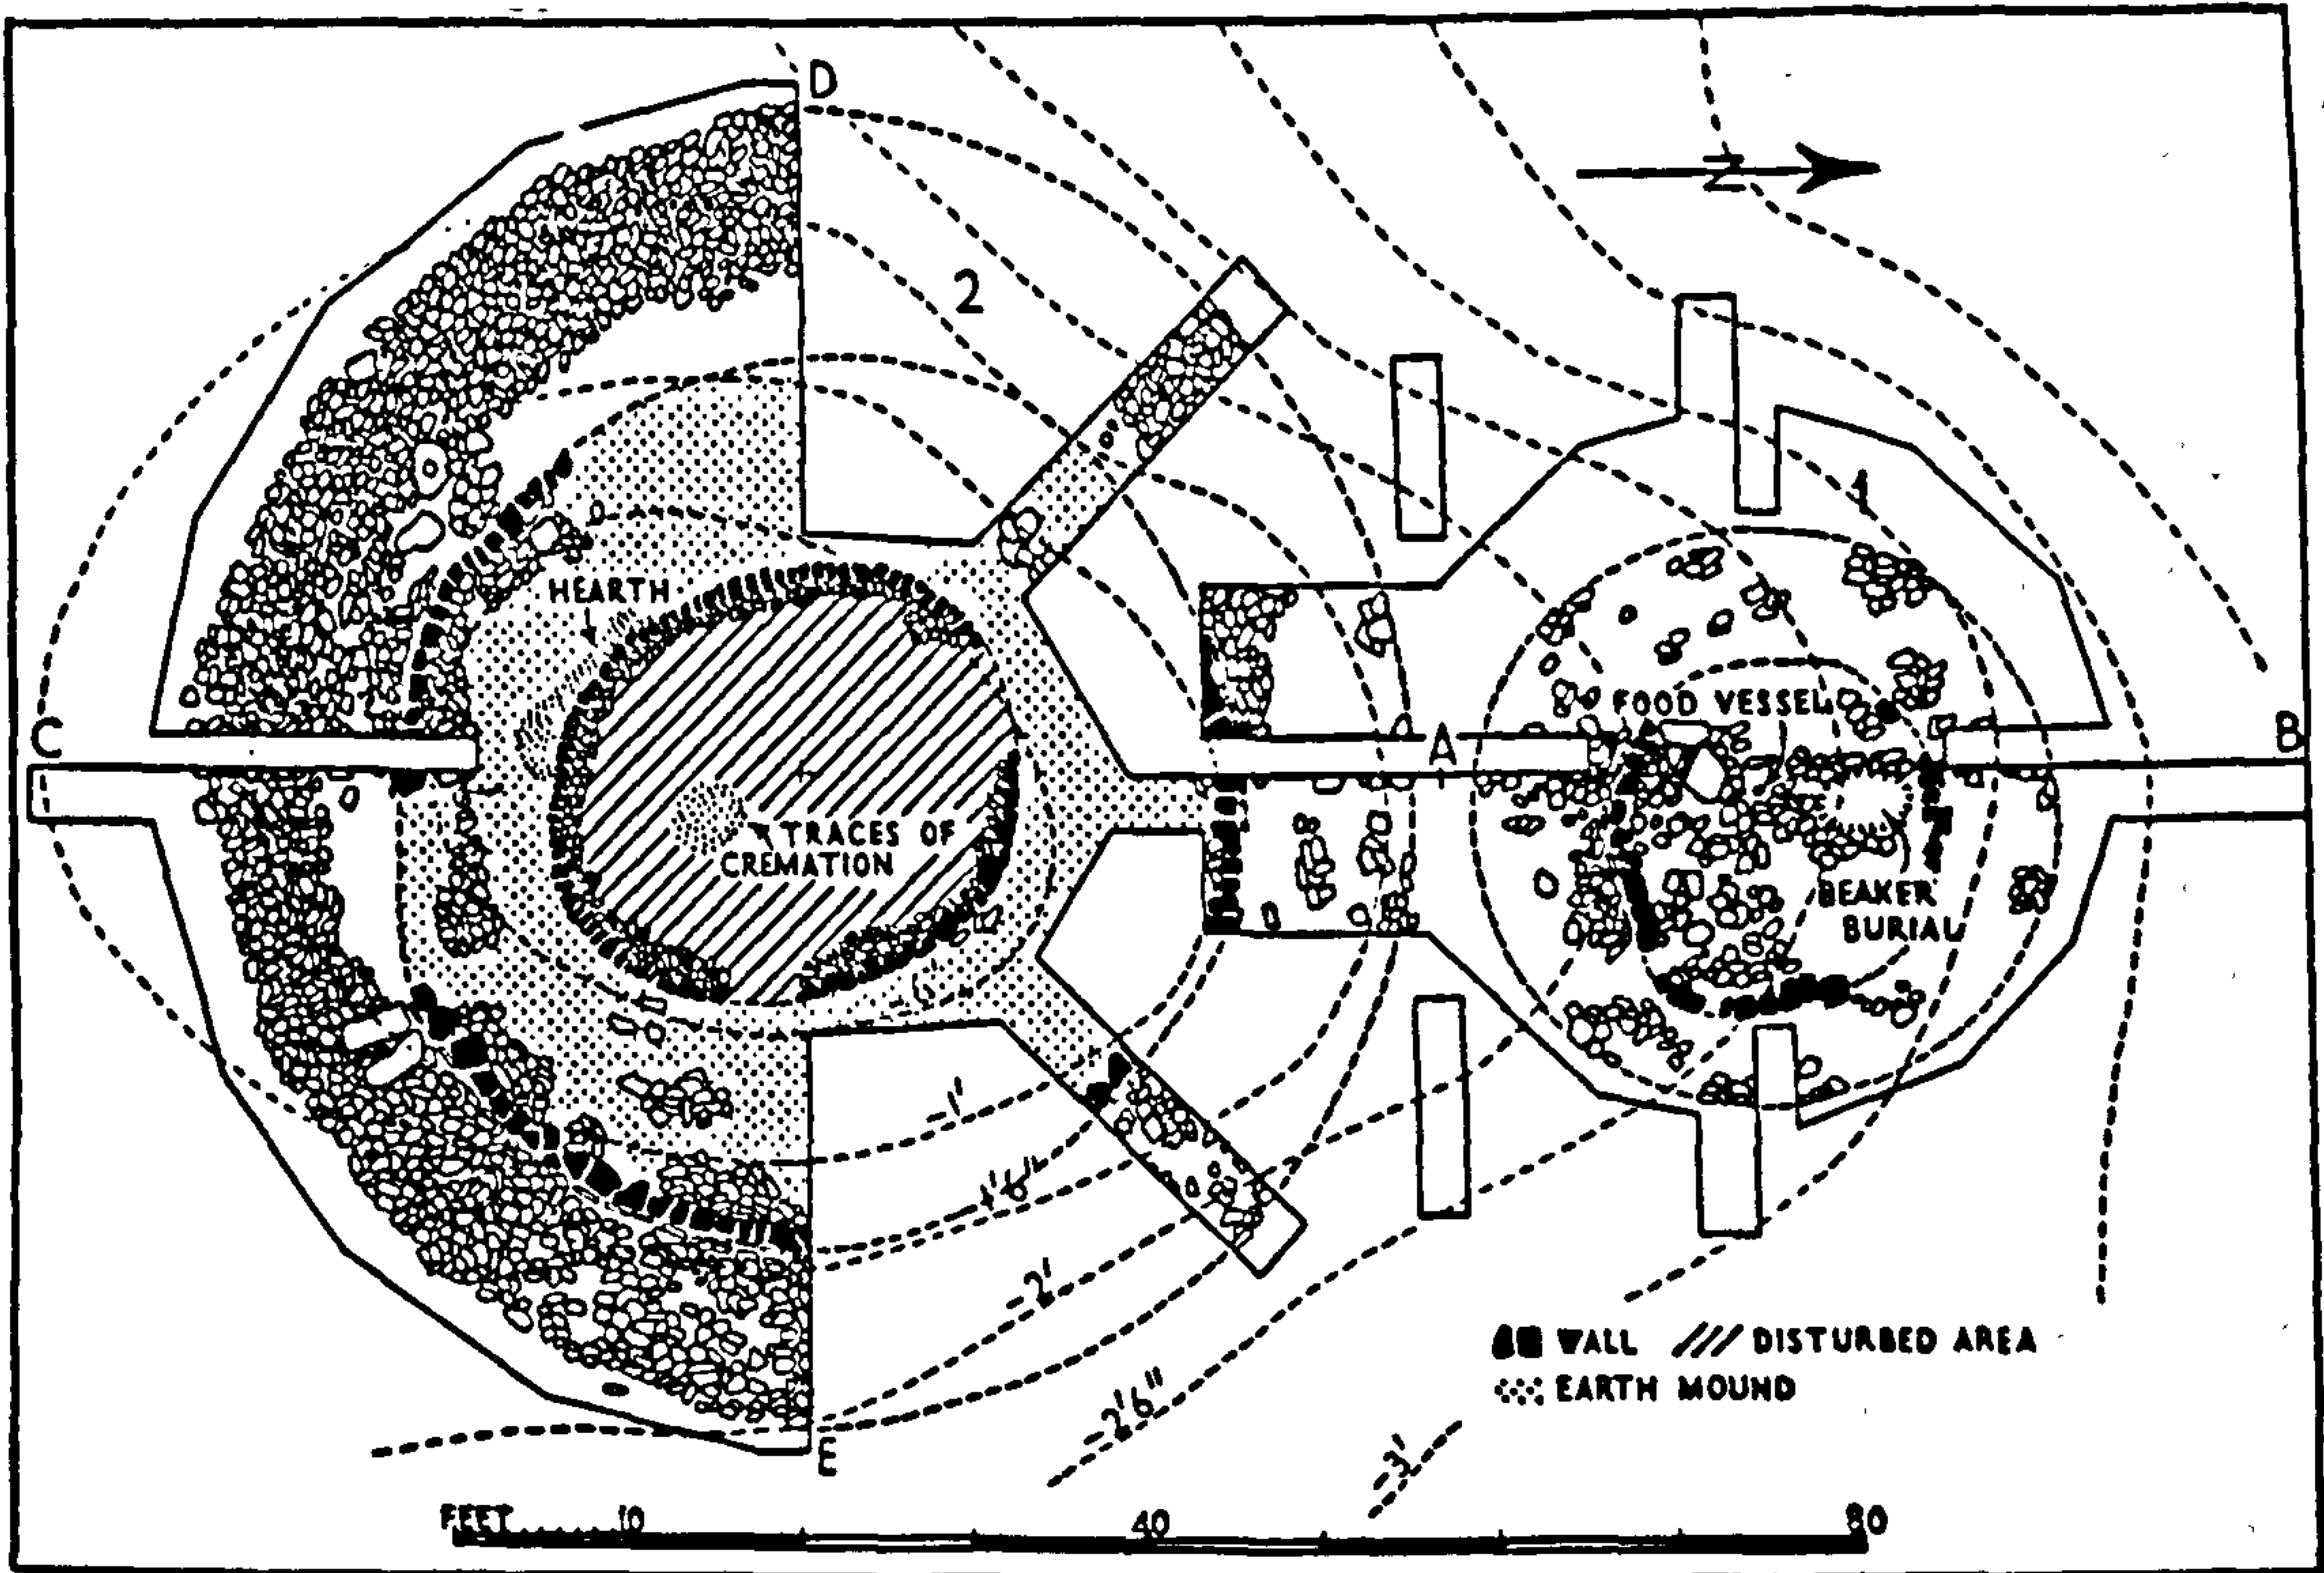 D
N
2
1
HEARTH
FOOD VESSEL
C
A
B
TRACES OF
CREMATION
BEAKER
BURIAL
-6"
-1'
-1'6"
-2'
-2'6"
-3'
E
WALL
DISTURBED AREA
EARTH MOUND
FEET 10 40 80